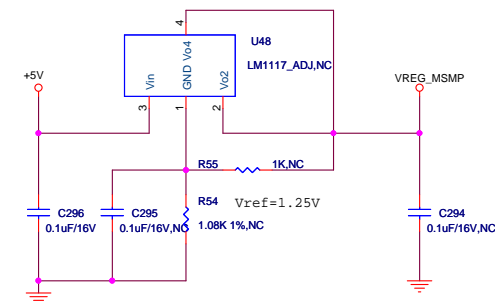 4
U48
LM1117_ADJ,NC
Vin
GND
Vo4
Vo2
3
1
2
+5V
VREG_MSMP
R55
1K,NC
R54
Vref=1.25V
1.08K 1%,NC
C296
0.1uF/16V
C295
0.1uF/16V,NC
C294
0.1uF/16V,NC